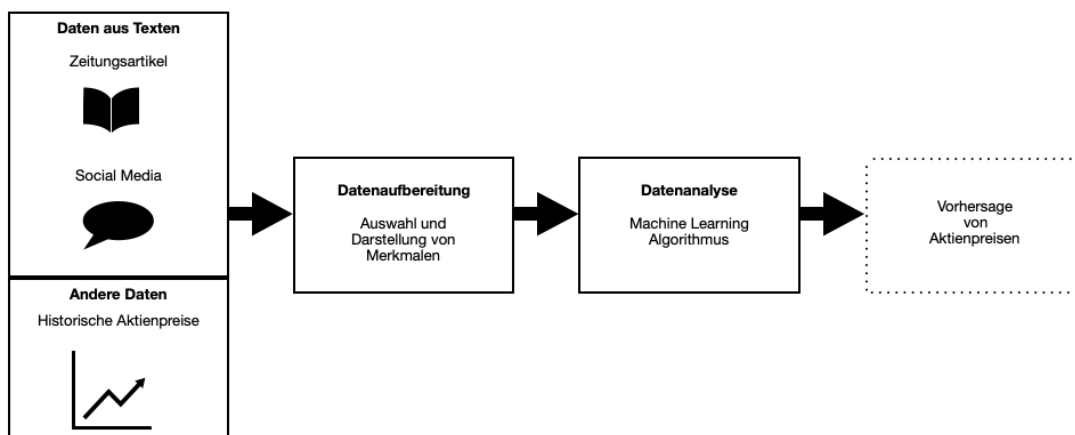 Daten aus Texten
Zeitungsartikel
Social Media
Andere Daten
Historische Aktienpreise
Datenaufbereitung
Auswahl und
Darstellung von
Merkmalen
Datenanalyse
Machine Learning
Algorithmus
Vorhersage
von
Aktienpreisen